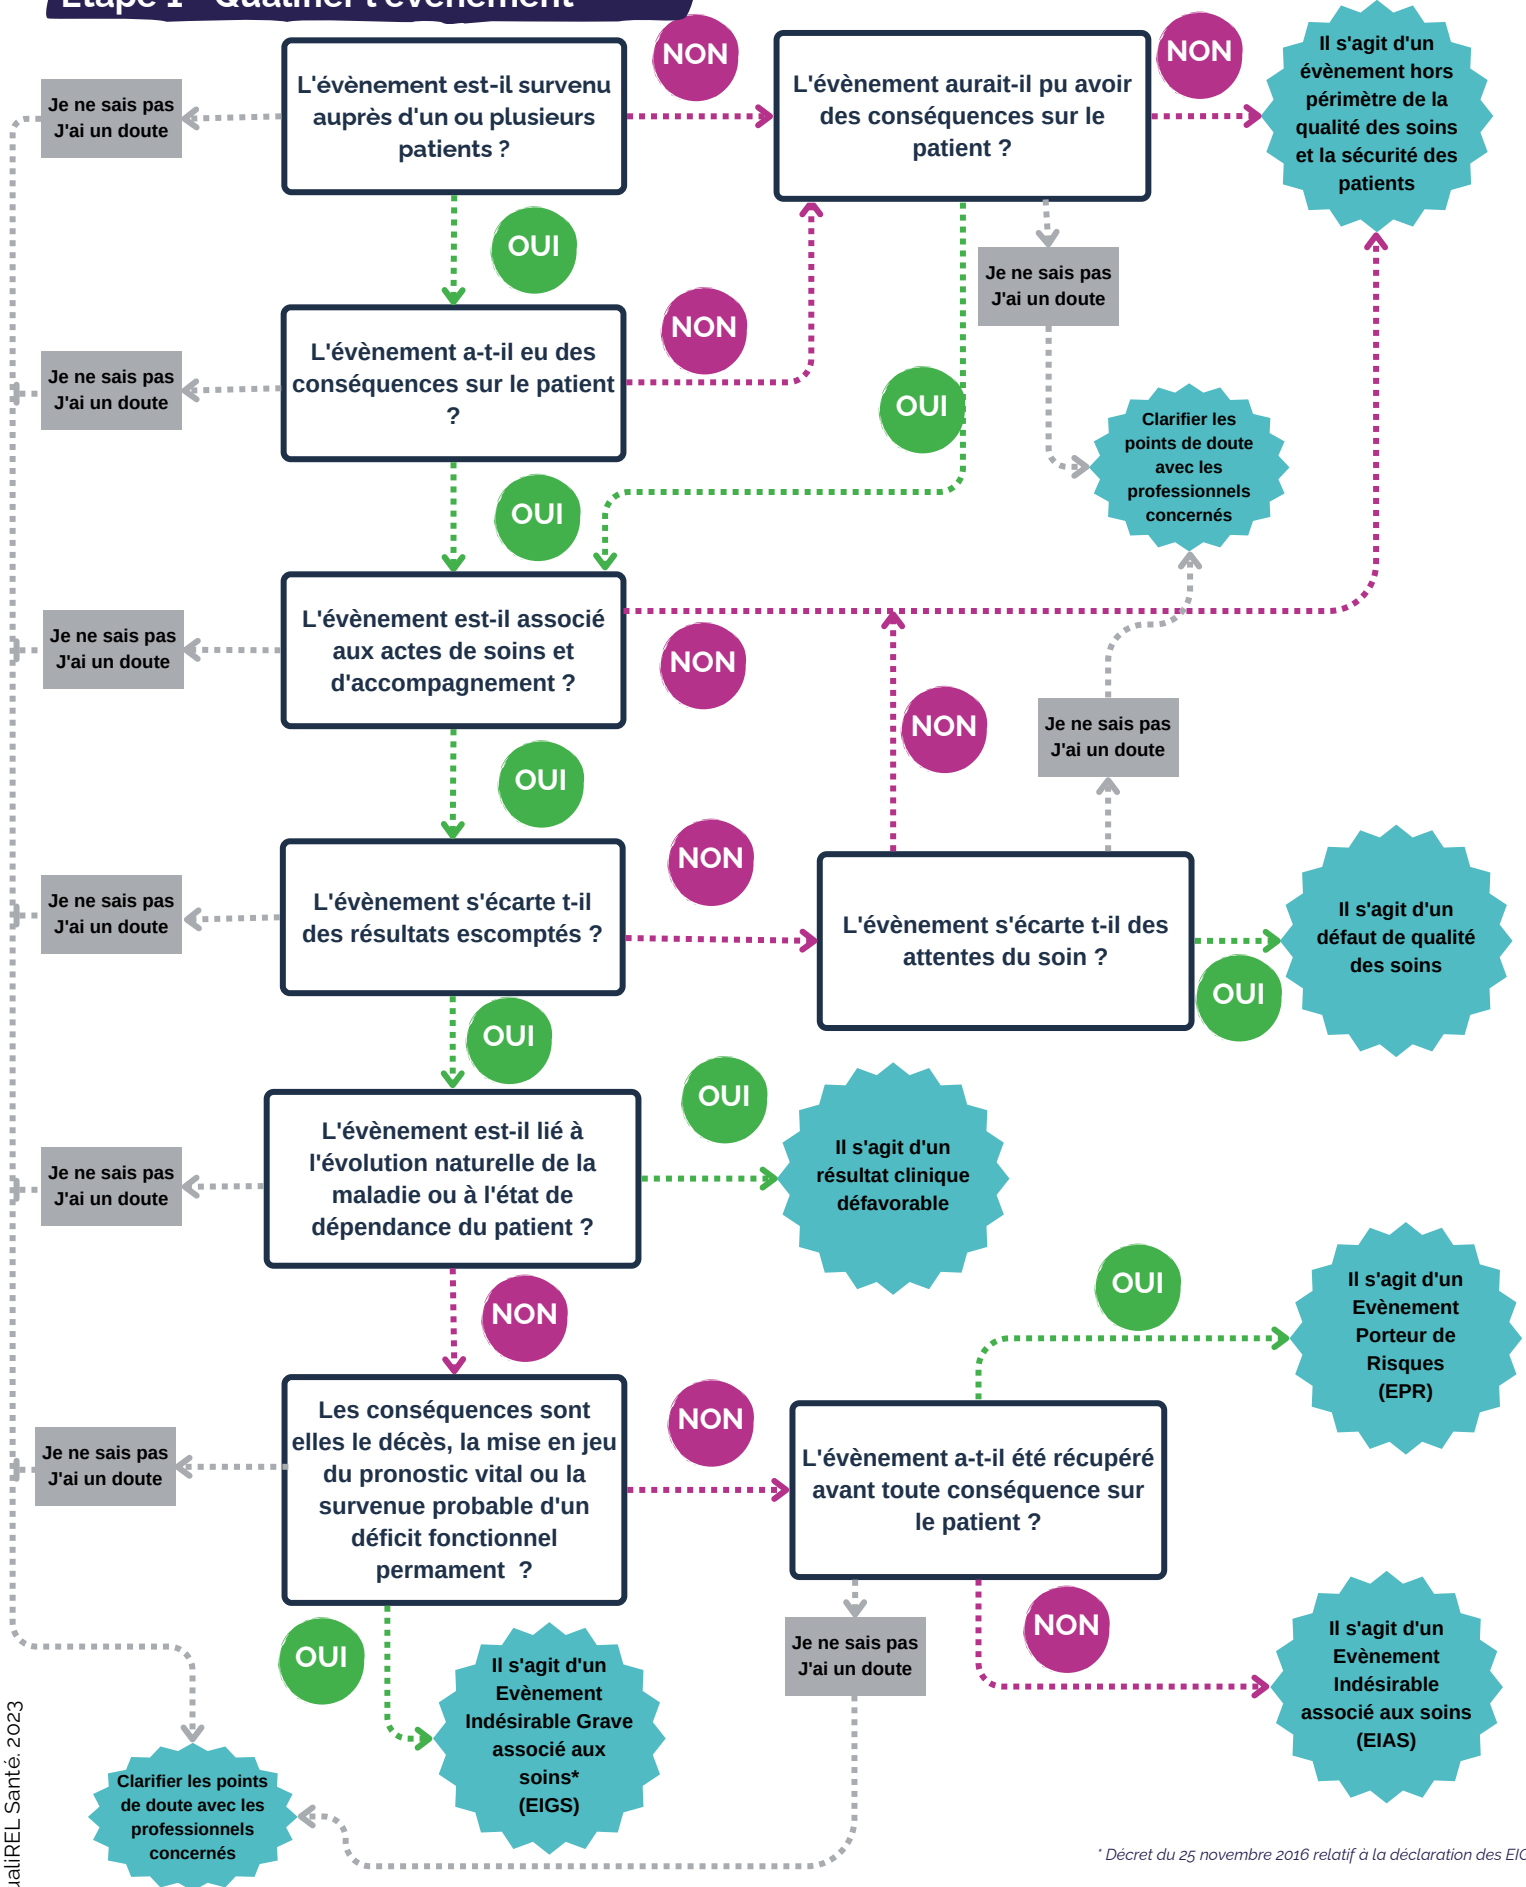 Etape 1 - Qualifier l'évènement
L'évènement est-il survenu
auprès d'un ou plusieurs
patients ?
NON
L'évènement aurait-il pu avoir
des conséquences sur le
patient ?
NON
Il s'agit d'un
évènement hors
périmètre de la
qualité des soins
et la sécurité des
patients
Je ne sais pas
J'ai un doute
OUI
Je ne sais pas
J'ai un doute
L'évènement a-t-il eu des
conséquences sur le patient
?
NON
Je ne sais pas
J'ai un doute
OUI
Clarifier les
points de doute
avec les
professionnels
concernés
OUI
L'évènement est-il associé
aux actes de soins et
d'accompagnement ?
Je ne sais pas
J'ai un doute
NON
NON
Je ne sais pas
J'ai un doute
OUI
L'évènement s'écarte t-il
des résultats escomptés ?
Je ne sais pas
J'ai un doute
NON
L'évènement s'écarte t-il des
attentes du soin ?
Il s'agit d'un
défaut de qualité
des soins
OUI
OUI
L'évènement est-il lié à
l'évolution naturelle de la
maladie ou à l'état de
dépendance du patient ?
Je ne sais pas
J'ai un doute
OUI
Il s'agit d'un
résultat clinique
défavorable
NON
OUI
Il s'agit d'un
Evènement
Porteur de
Risques
(EPR)
Les conséquences sont
elles le décès, la mise en jeu
du pronostic vital ou la
survenue probable d'un
déficit fonctionnel
permament ?
Je ne sais pas
J'ai un doute
NON
L'évènement a-t-il été récupéré
avant toute conséquence sur
le patient ?
OUI
Il s'agit d'un
Evènement
Indésirable Grave
associé aux
soins*
(EIGS)
Je ne sais pas
J'ai un doute
NON
Il s'agit d'un
Evènement
Indésirable
associé aux soins
(EIAS)
Clarifier les points
de doute avec les
professionnels
concernés
ualiREL Santé. 2023
* Décret du 25 novembre 2016 relatif à la déclaration des EIG